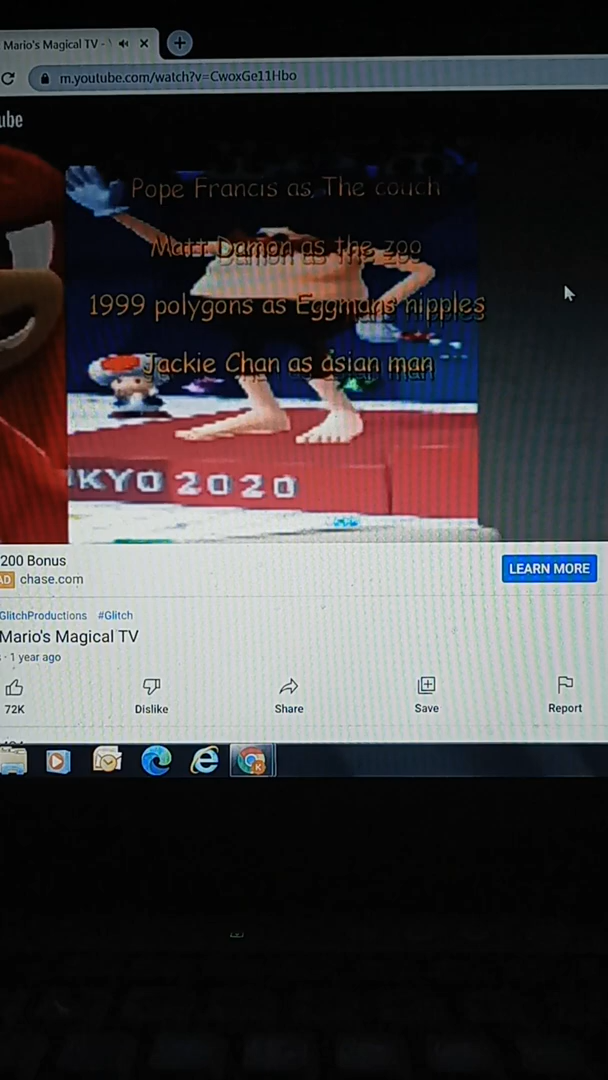 Mario's Magical TV -
m.youtube.com/watch?v=CwoxGe11Hbo
ube
Pope Francis as The couch
Matt Damon as the zoo
1999 polygons as Eggmans nipples
Jackie Chan as asian man
KYO 2020
200 Bonus
LEARN MORE
AD chase.com
GlitchProductions #Glitch
Mario's Magical TV
· 1 year ago
72K
Dislike
Share
Save
Report
K